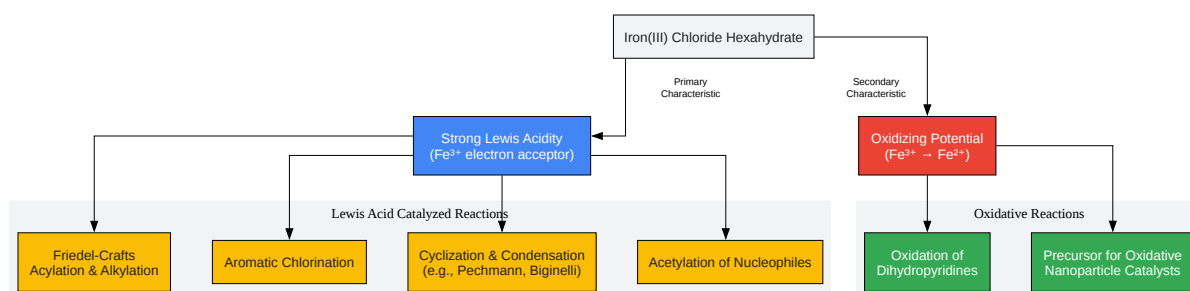 Iron(III) Chloride Hexahydrate
Primary
Characteristic
Secondary
Characteristic
Strong Lewis Acidity
(Fe³⁺ electron acceptor)
Oxidizing Potential
(Fe³⁺ → Fe²⁺)
Lewis Acid Catalyzed Reactions
Oxidative Reactions
Friedel-Crafts
Acylation & Alkylation
Aromatic Chlorination
Cyclization & Condensation
(e.g., Pechmann, Biginelli)
Acetylation of Nucleophiles
Oxidation of
Dihydropyridines
Precursor for Oxidative
Nanoparticle Catalysts